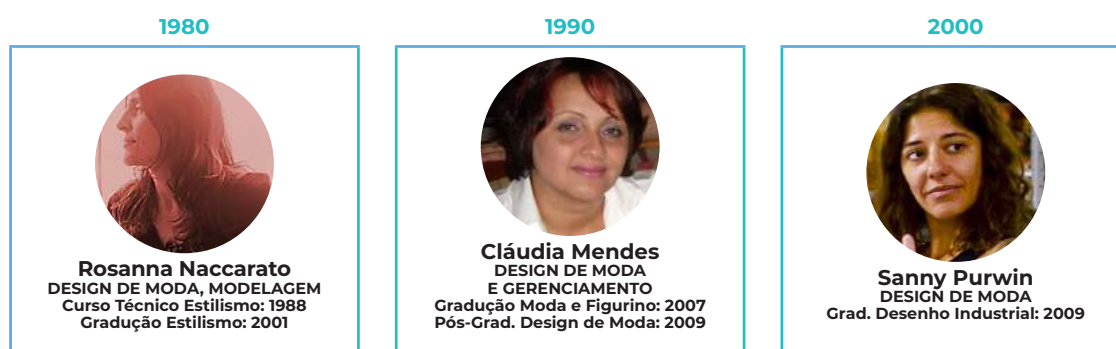 1980
Rosanna Naccarato
DESIGN DE MODA, MODELAGEM
Curso Técnico Estilismo: 1988
Gradução Estilismo: 2001
1990
Cláudia Mendes
DESIGN DE MODA
E GERENCIAMENTO
Gradução Moda e Figurino: 2007
Pós-Grad. Design de Moda: 2009
2000
Sanny Purwin
DESIGN DE MODA
Grad. Desenho Industrial: 2009